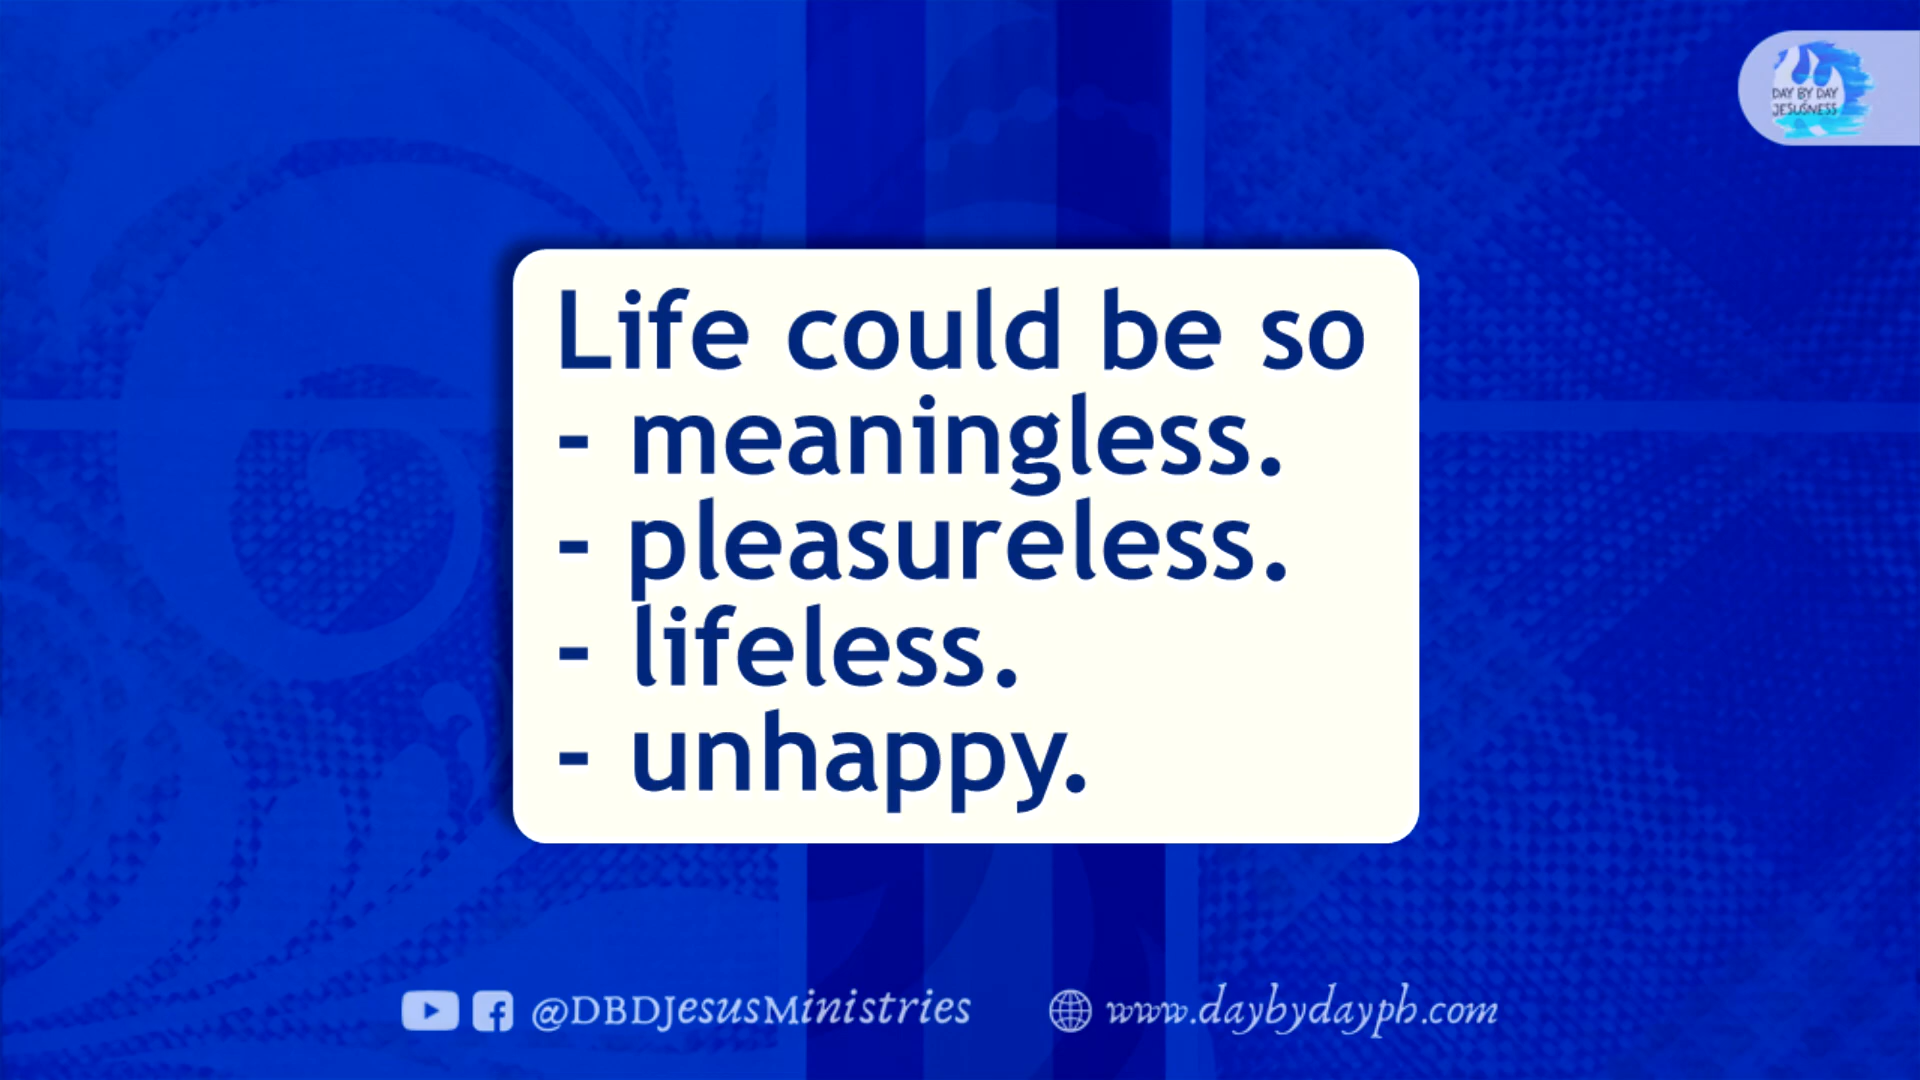 DAY BY DAY
JESUSNESS
Life could be so
- meaningless.
- pleasureless.
- lifeless.
- unhappy.
@DBDJesusMinistries
www.daybydayph.com